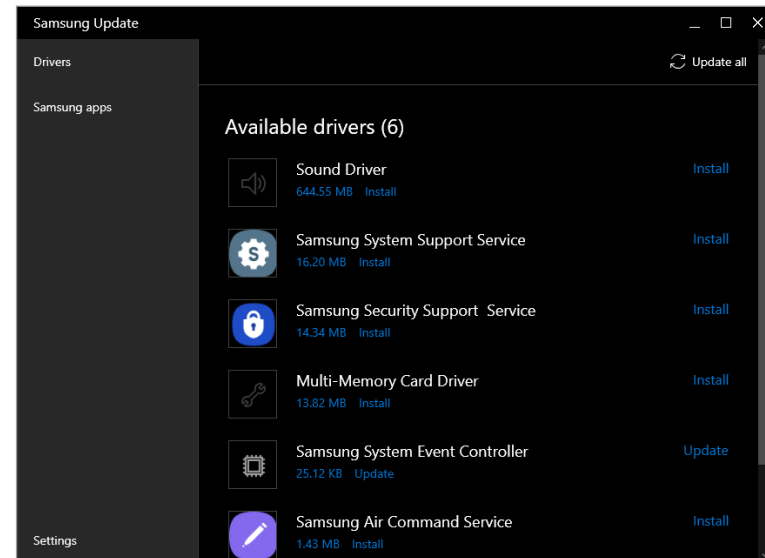 Samsung Update
Drivers
Update all
Samsung apps
Available drivers (6)
Sound Driver
Install
644.55 MB Install
Samsung System Support Service
Install
16.20 MB Install
S
Samsung Security Support Service
Install
14.34 MB Install
Multi-Memory Card Driver
Install
13.82 MB Install
Samsung System Event Controller
Update
25.12 KB Update
Samsung Air Command Service
Install
1.43 MB Install
Settings